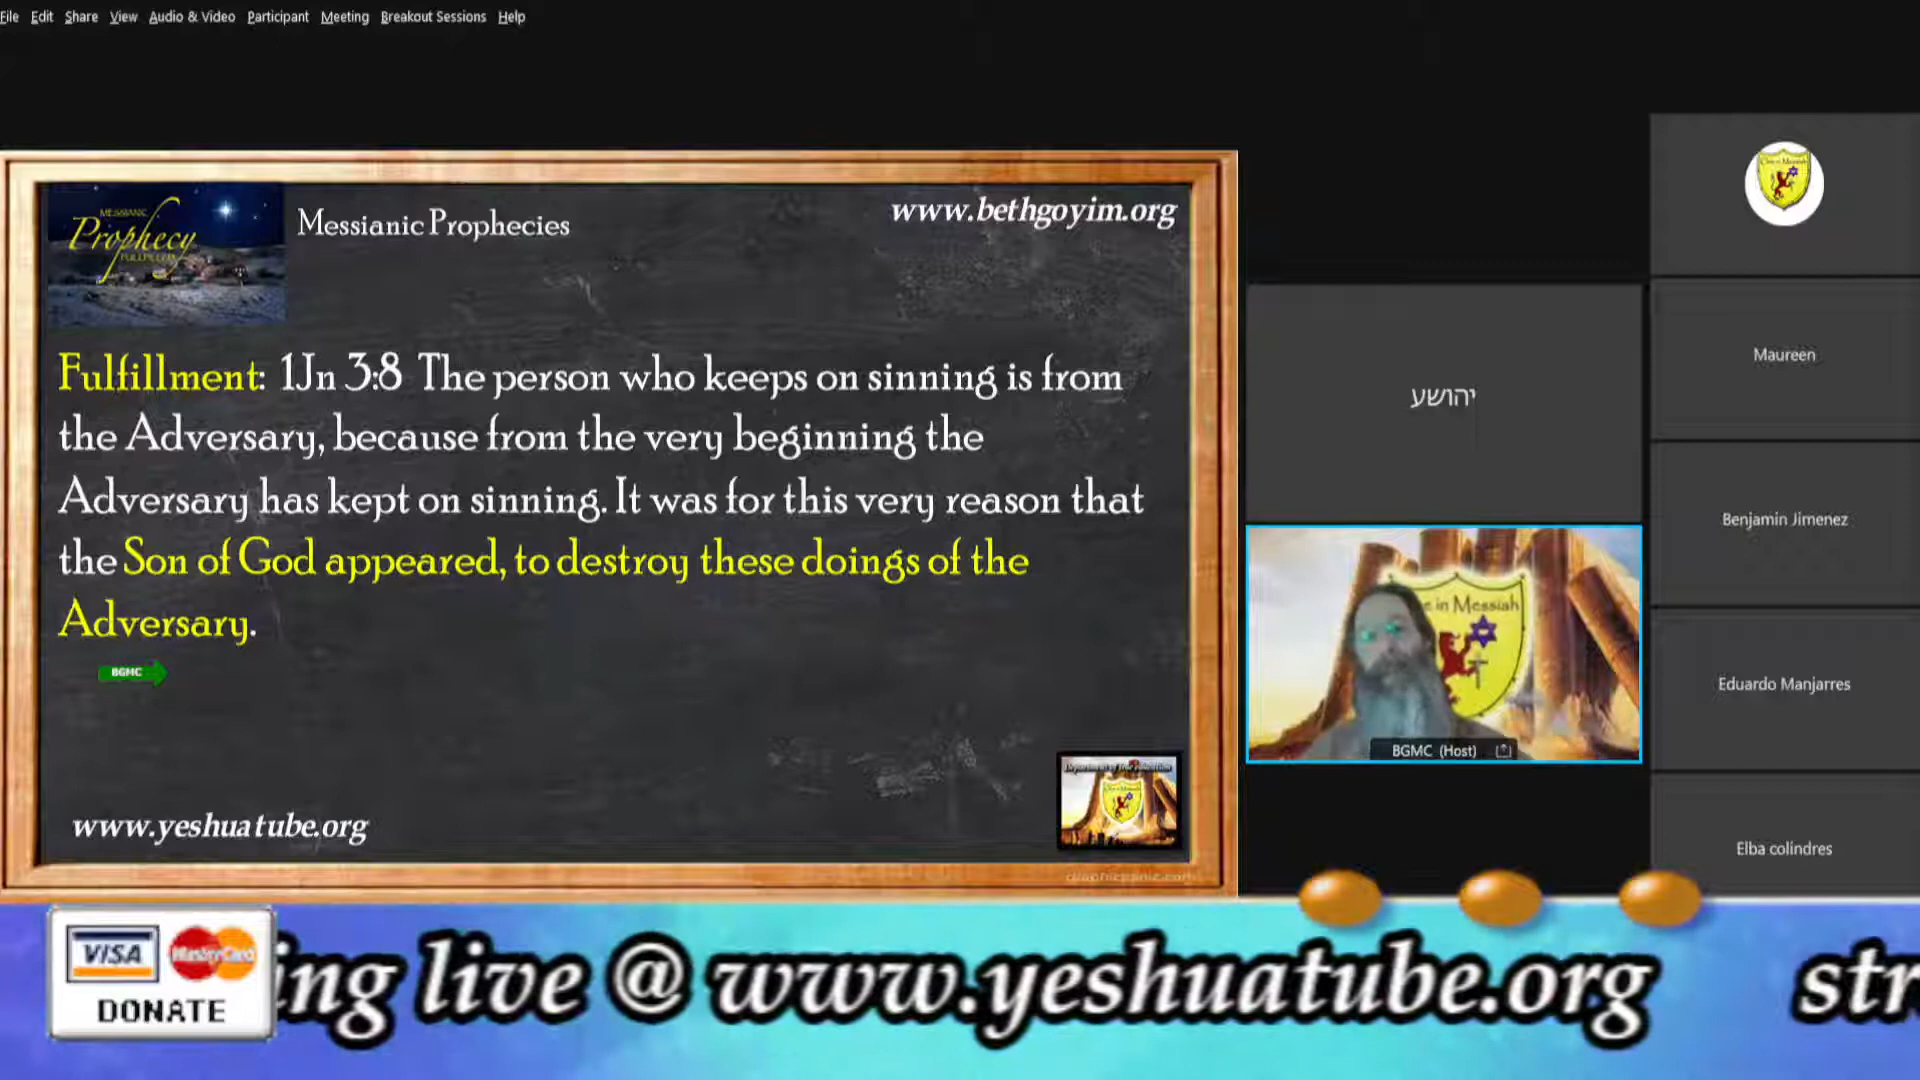 File Edit Share View Audio & Video Participant Meeting Breakout Sessions Help
MESSIANIC
Prophecy
FULFILLED
Messianic Prophecies
www.bethgoyim.org
Fulfillment: 1Jn 3:8 The person who keeps on sinning is from
the Adversary, because from the very beginning the
Adversary has kept on sinning. It was for this very reason that
the Son of God appeared, to destroy these doings of the
Adversary.
BGMC
www.yeshuatube.org
יהושע
e in Messiah
BGMC (Host)
Maureen
Benjamin Jimenez
Eduardo Manjarres
Elba colindres
VISA MasterCard
DONATE
ing live @ www.yeshuatube.org str